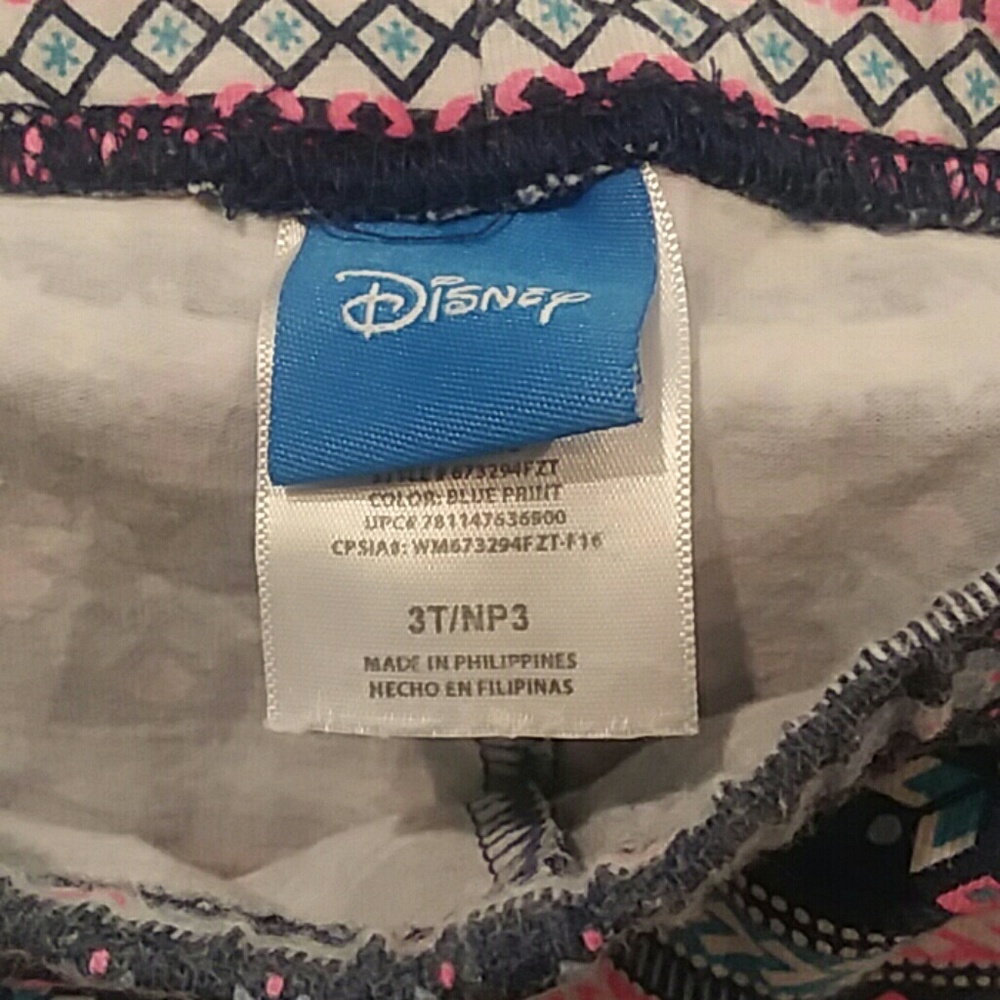 DISNEY
STYLE # 673294FZT
COLOR: BLUE PRINT
UPC# 781147636900
CPSIA#: WM673294FZT-F16
3T/NP3
MADE IN PHILIPPINES
HECHO EN FILIPINAS